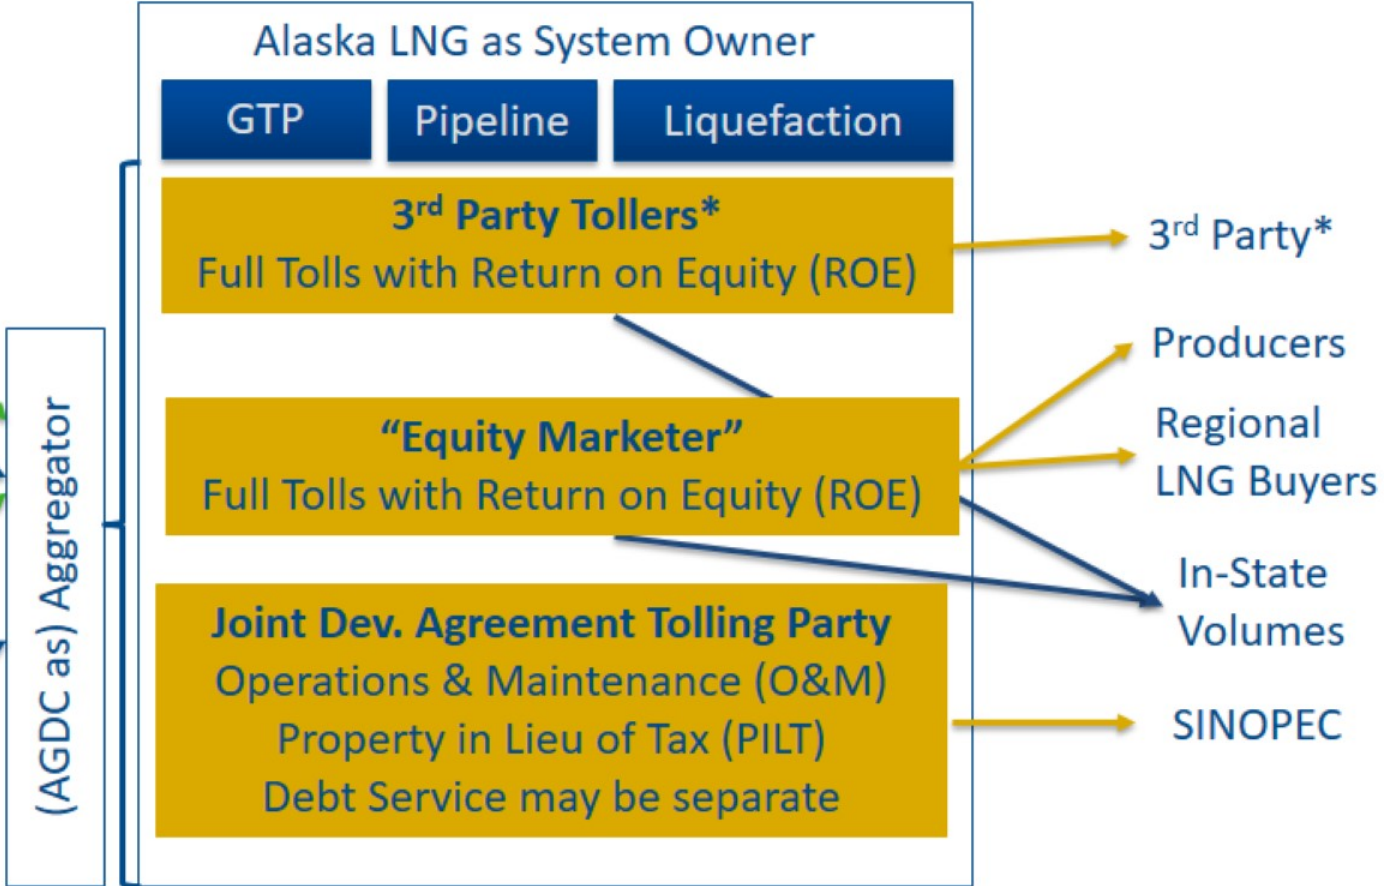 Alaska LNG as System Owner
GTP
Pipeline
Liquefaction
3rd Party Tollers*
Full Tolls with Return on Equity (ROE)
"Equity Marketer"
Full Tolls with Return on Equity (ROE)
Joint Dev. Agreement Tolling Party
Operations & Maintenance (O&M)
Property in Lieu of Tax (PILT)
Debt Service may be separate
(AGDC as) Aggregator
3rd Party*
Producers
Regional
LNG Buyers
In-State
Volumes
SINOPEC